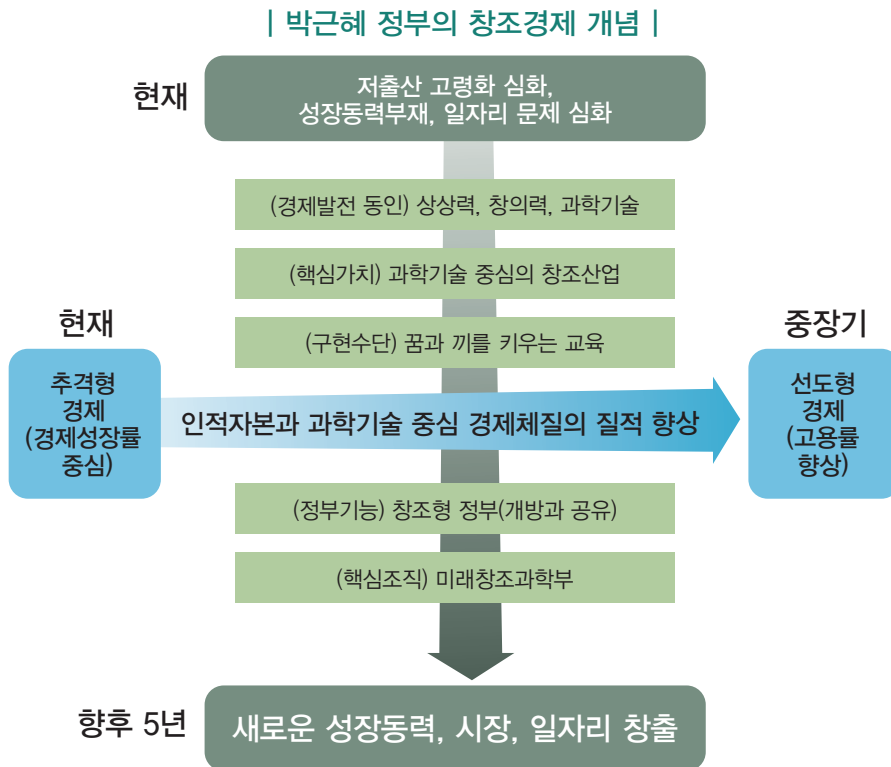 | 박근혜 정부의 창조경제 개념 |
현재
저출산 고령화 심화,
성장동력부재, 일자리 문제 심화
(경제발전 동인) 상상력, 창의력, 과학기술
(핵심가치) 과학기술 중심의 창조산업
(구현수단) 꿈과 끼를 키우는 교육
현재
추격형
경제
(경제성장률
중심)
인적자본과 과학기술 중심 경제체질의 질적 향상
중장기
선도형
경제
(고용률
향상)
(정부기능) 창조형 정부(개방과 공유)
(핵심조직) 미래창조과학부
향후 5년
새로운 성장동력, 시장, 일자리 창출